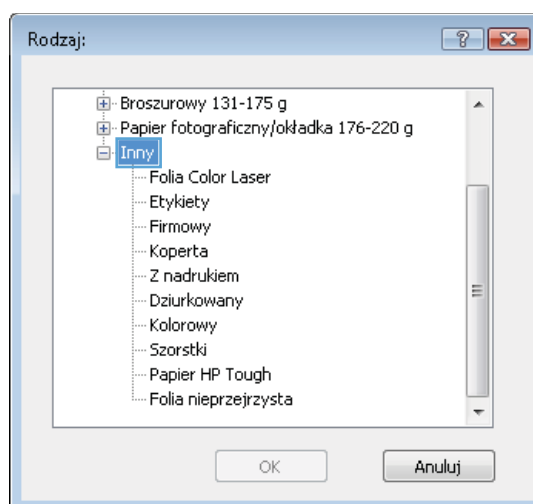 Rodzaj:
Broszurowy 131-175 g
Papier fotograficzny/okładka 176-220 g
Inny
Folia Color Laser
Etykiety
Firmowy
Koperta
Z nadrukiem
Dziurkowany
Kolorowy
Szorstki
Papier HP Tough
Folia nieprzejrzysta
OK
Anuluj